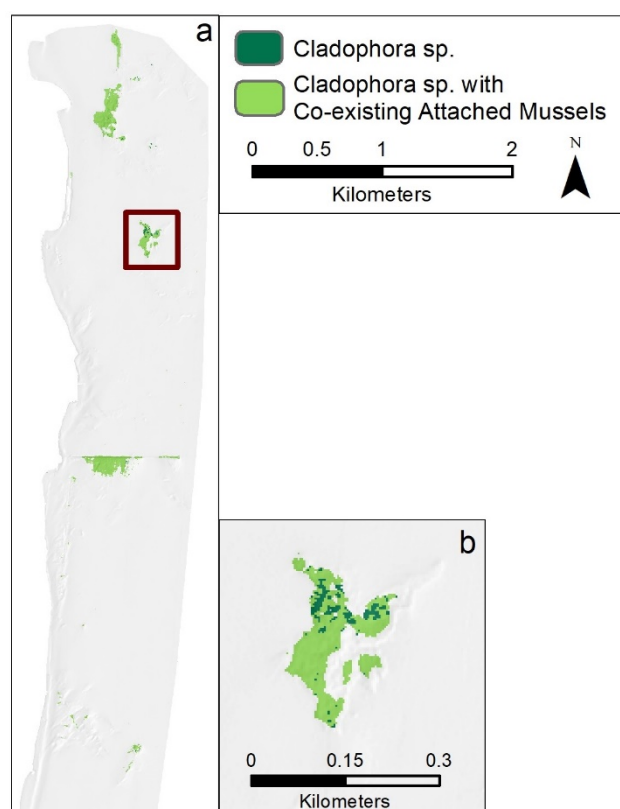 a
Cladophora sp.
Cladophora sp. with
Co-existing Attached Mussels
0 0.5 1 2
Kilometers
N
b
0 0.15 0.3
Kilometers